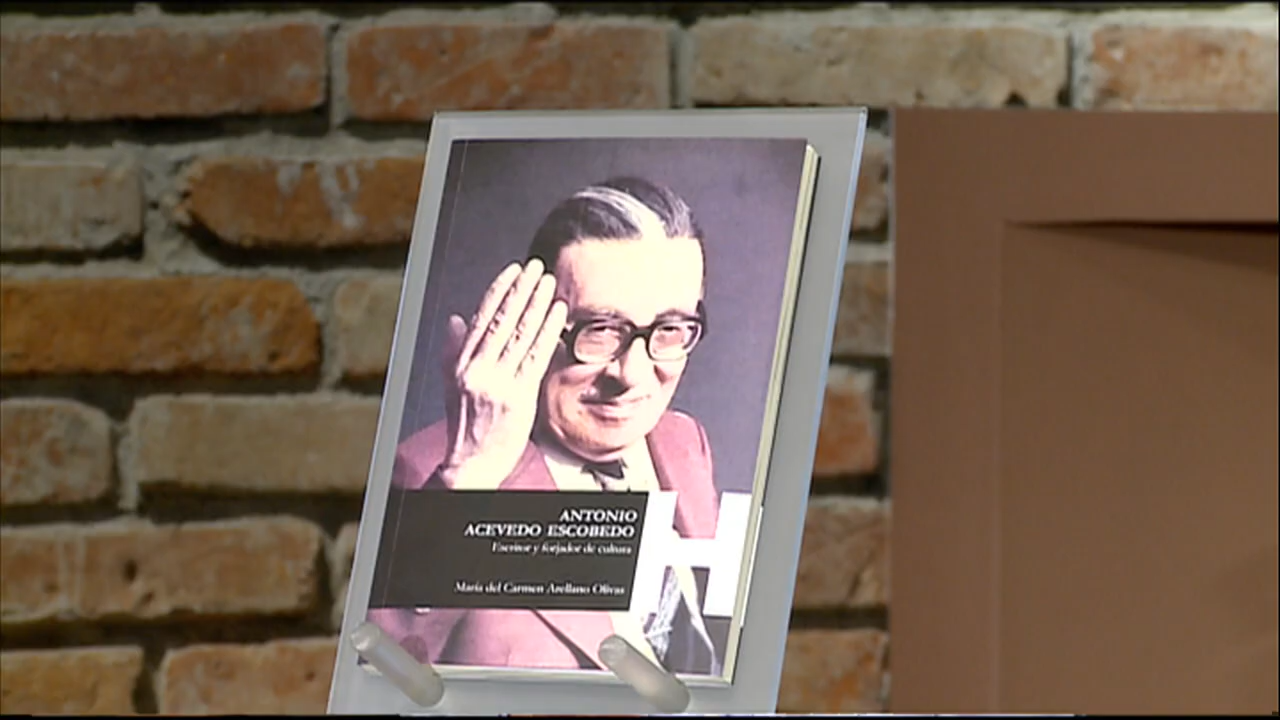 ANTONIO
ACEVEDO ESCOBEDO
Escritor y forjador de cultura
María del Carmen Arellano Olivas
H